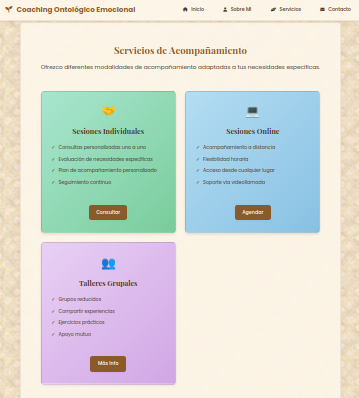 Coaching Ontológico Emocional
Inicio
Sobre Mí
Servicios
Contacto
Servicios de Acompañamiento
Ofrezco diferentes modalidades de acompañamiento adaptadas a tus necesidades específicas.
Sesiones Individuales
✓ Consultas personalizadas uno a uno
✓ Evaluación de necesidades específicas
✓ Plan de acompañamiento personalizado
✓ Seguimiento continuo
Consultar
Sesiones Online
✓ Acompañamiento a distancia
✓ Flexibilidad horaria
✓ Acceso desde cualquier lugar
✓ Soporte vía videollamada
Agendar
Talleres Grupales
✓ Grupos reducidos
✓ Compartir experiencias
✓ Ejercicios prácticos
✓ Apoyo mutuo
Más Info